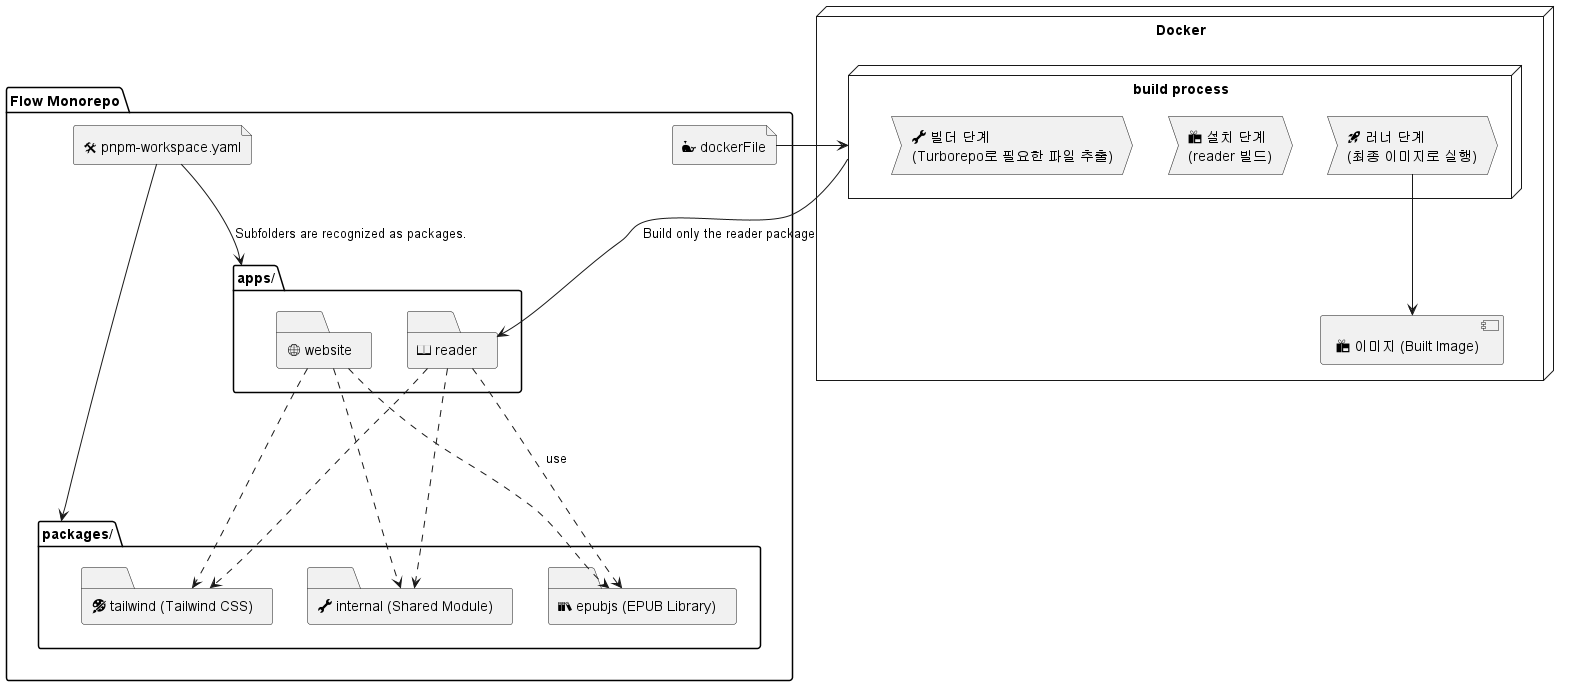 Docker
build process
빌더 단계
(Turborepo로 필요한 파일 추출)
설치 단계
(reader 빌드)
러너 단계
(최종 이미지로 실행)
Flow Monorepo
pnpm-workspace.yaml
dockerFile
Subfolders are recognized as packages.
Build only the reader package
apps/
website
reader
이미지 (Built Image)
use
packages/
tailwind (Tailwind CSS)
internal (Shared Module)
epubjs (EPUB Library)